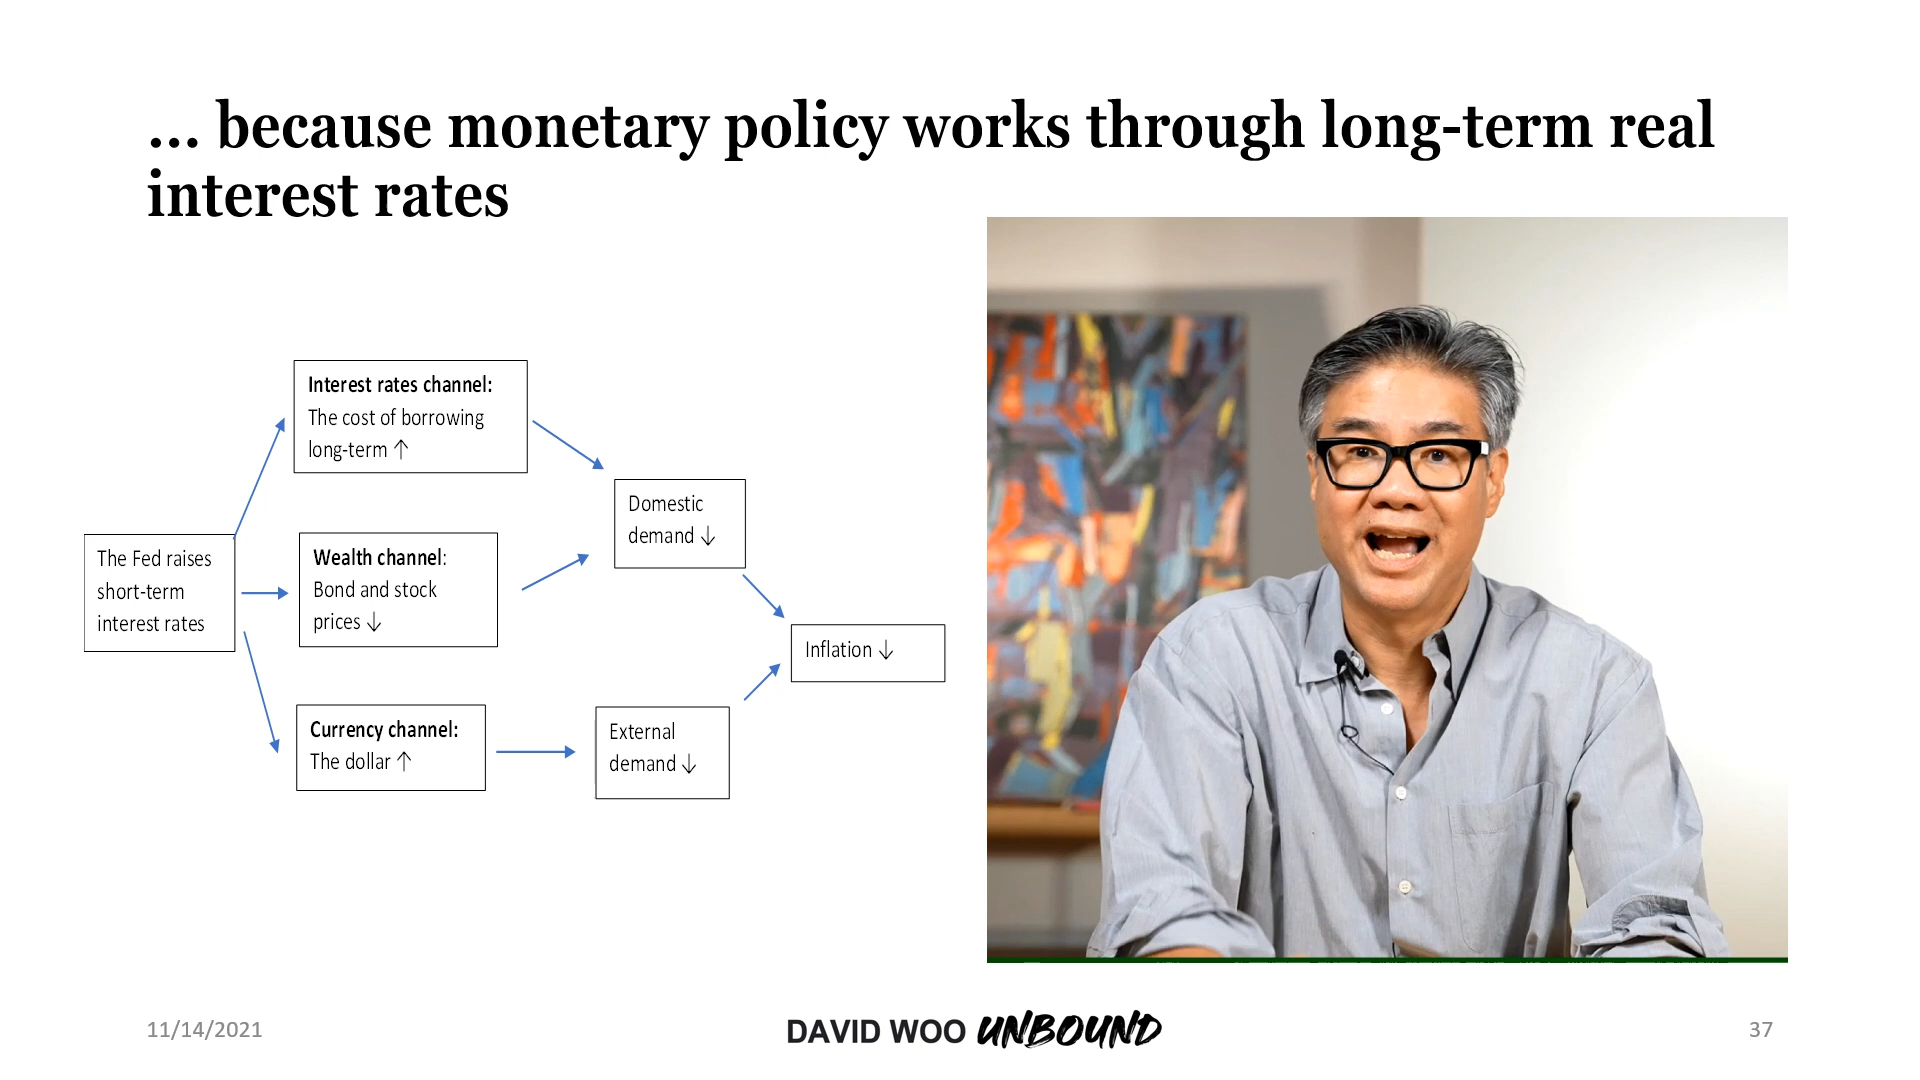 ... because monetary policy works through long-term real
interest rates
Interest rates channel:
The cost of borrowing
long-term ↑
Domestic
demand ↓
The Fed raises
short-term
interest rates
Wealth channel:
Bond and stock
prices ↓
Inflation ↓
Currency channel:
The dollar ↑
External
demand ↓
11/14/2021
DAVID WOO UNBOUND
37